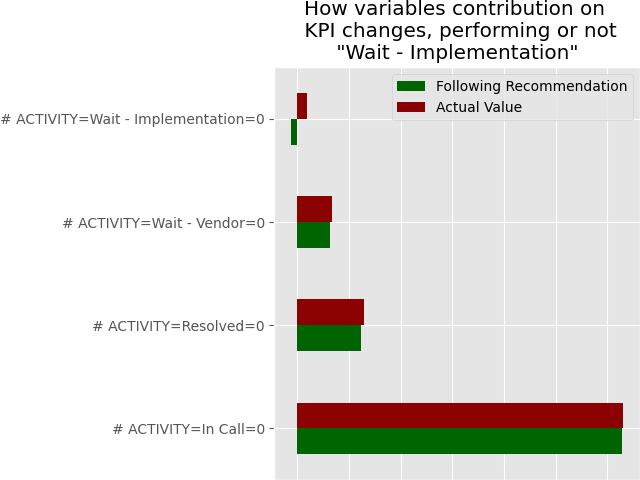 How variables contribution on
KPI changes, performing or not
"Wait - Implementation"
Following Recommendation
Actual Value
# ACTIVITY=Wait - Implementation=0
# ACTIVITY=Wait - Vendor=0
# ACTIVITY=Resolved=0
# ACTIVITY=In Call=0